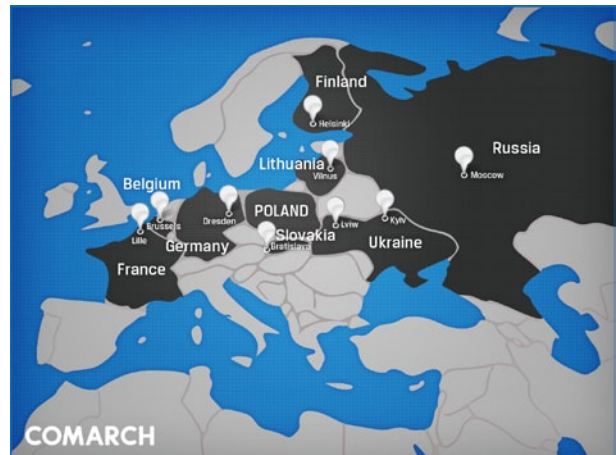 Finland
Helsinki
Russia
Moscow
Lithuania
Vilnus
Belgium
Brussels
Dresden
POLAND
Lille
Lviw
Kyiv
Slovakia
Bratislava
Germany
Ukraine
France
COMARCH